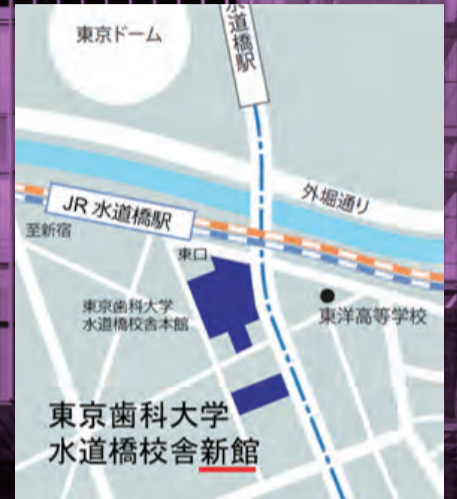 東京ドーム
水道橋駅
外堀通り
JR 水道橋駅
至新宿
東口
東京歯科大学
水道橋校舎本館
東洋高等学校
東京歯科大学
水道橋校舎新館